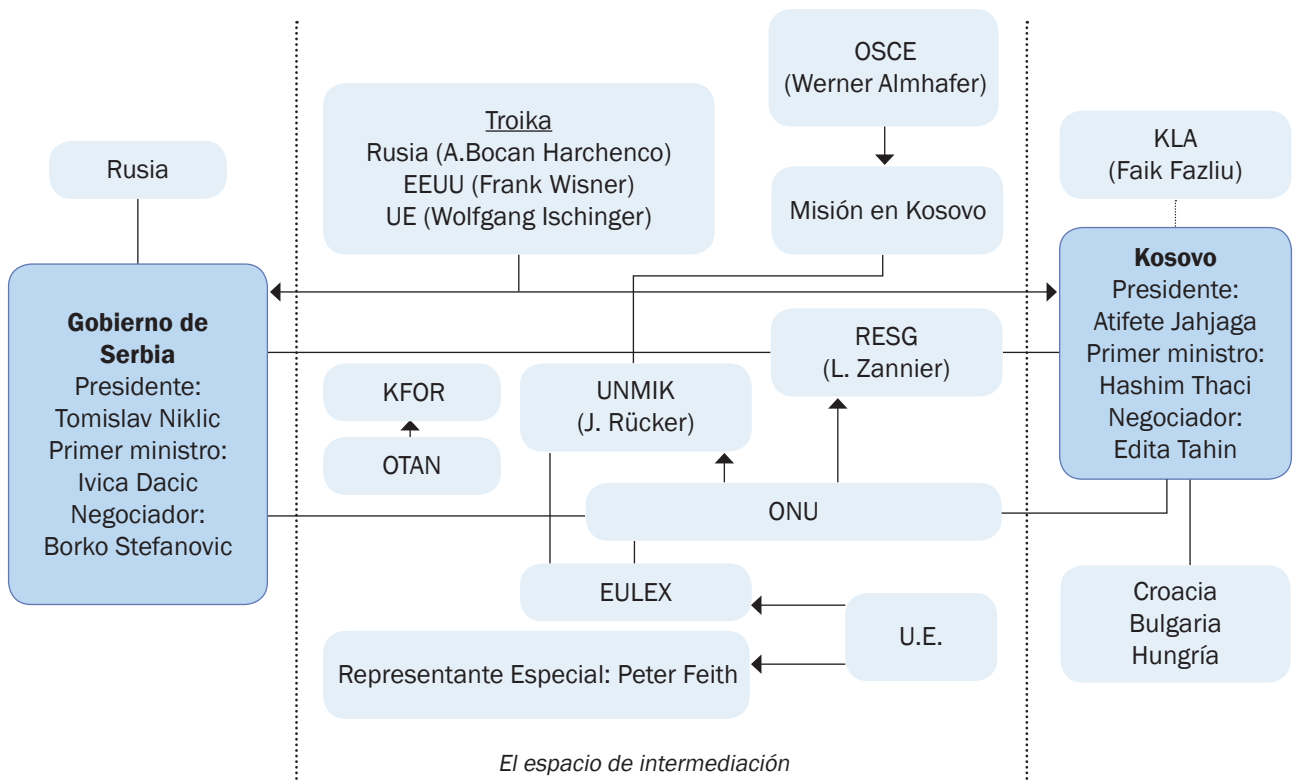 Rusia
Gobierno de
Serbia
Presidente:
Tomislav Niklic
Primer ministro:
Ivica Dacic
Negociador:
Borko Stefanovic
Troika
Rusia (A.Bocan Harchenco)
EEUU (Frank Wisner)
UE (Wolfgang Ischinger)
OSCE
(Werner Almhafer)
Misión en Kosovo
RESG
(L. Zannier)
KFOR
OTAN
UNMIK
(J. Rücker)
ONU
EULEX
U.E.
Representante Especial: Peter Feith
El espacio de intermediación
KLA
(Faik Fazliu)
Kosovo
Presidente:
Atifete Jahjaga
Primer ministro:
Hashim Thaci
Negociador:
Edita Tahin
Croacia
Bulgaria
Hungría